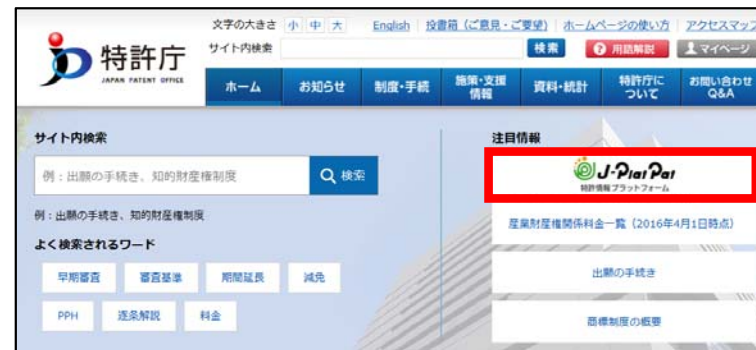 文字の大きさ 小 中 大 English 投書箱（ご意見・ご要望） ホームページの使い方 アクセスマップ
特許庁
JAPAN PATENT OFFICE
サイト内検索 検索 ? 用語解説 マイページ
ホーム お知らせ 制度・手続 施策・支援情報 資料・統計 特許庁について お問い合わせQ&A
サイト内検索
例：出願の手続き、知的財産権制度 検索
例：出願の手続き、知的財産権制度
よく検索されるワード
早期審査 審査基準 期間延長 減免
PPH 逐条解説 料金
注目情報
J-PlatPat
特許情報プラットフォーム
産業財産権関係料金一覧（2016年4月1日時点）
出願の手続き
商標制度の概要